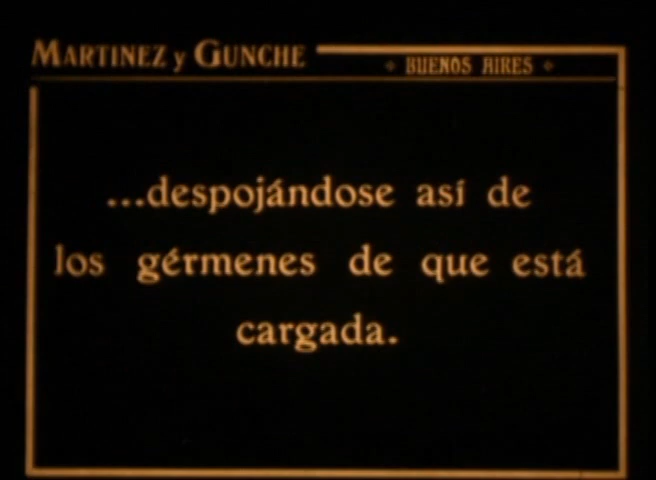 MARTINEZ y GUNCHE
BUENOS AIRES
...despojándose así de
los gérmenes de que está
cargada.